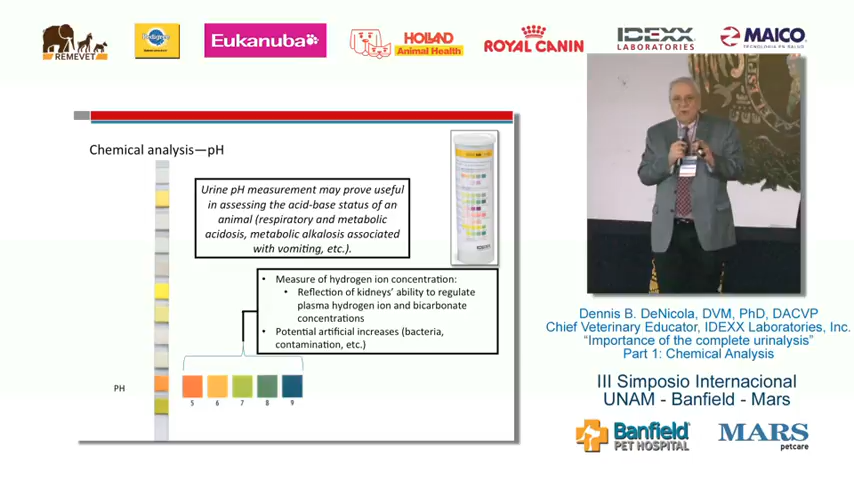 REMEVET
Pedigree
Eukanuba
HOLLAND
Animal Health
ROYAL CANIN
IDEXX
LABORATORIES
MAICO
TECNOLOGÍA EN SALUD
Chemical analysis—pH
Urine pH measurement may prove useful
in assessing the acid-base status of an
animal (respiratory and metabolic
acidosis, metabolic alkalosis associated
with vomiting, etc.).
• Measure of hydrogen ion concentration:
• Reflection of kidneys' ability to regulate
plasma hydrogen ion and bicarbonate
concentrations
• Potential artificial increases (bacteria,
contamination, etc.)
PH
5 6 7 8 9
Dennis B. DeNicola, DVM, PhD, DACVP
Chief Veterinary Educator, IDEXX Laboratories, Inc.
"Importance of the complete urinalysis"
Part 1: Chemical Analysis
III Simposio Internacional
UNAM - Banfield - Mars
Banfield
PET HOSPITAL
MARS
petcare